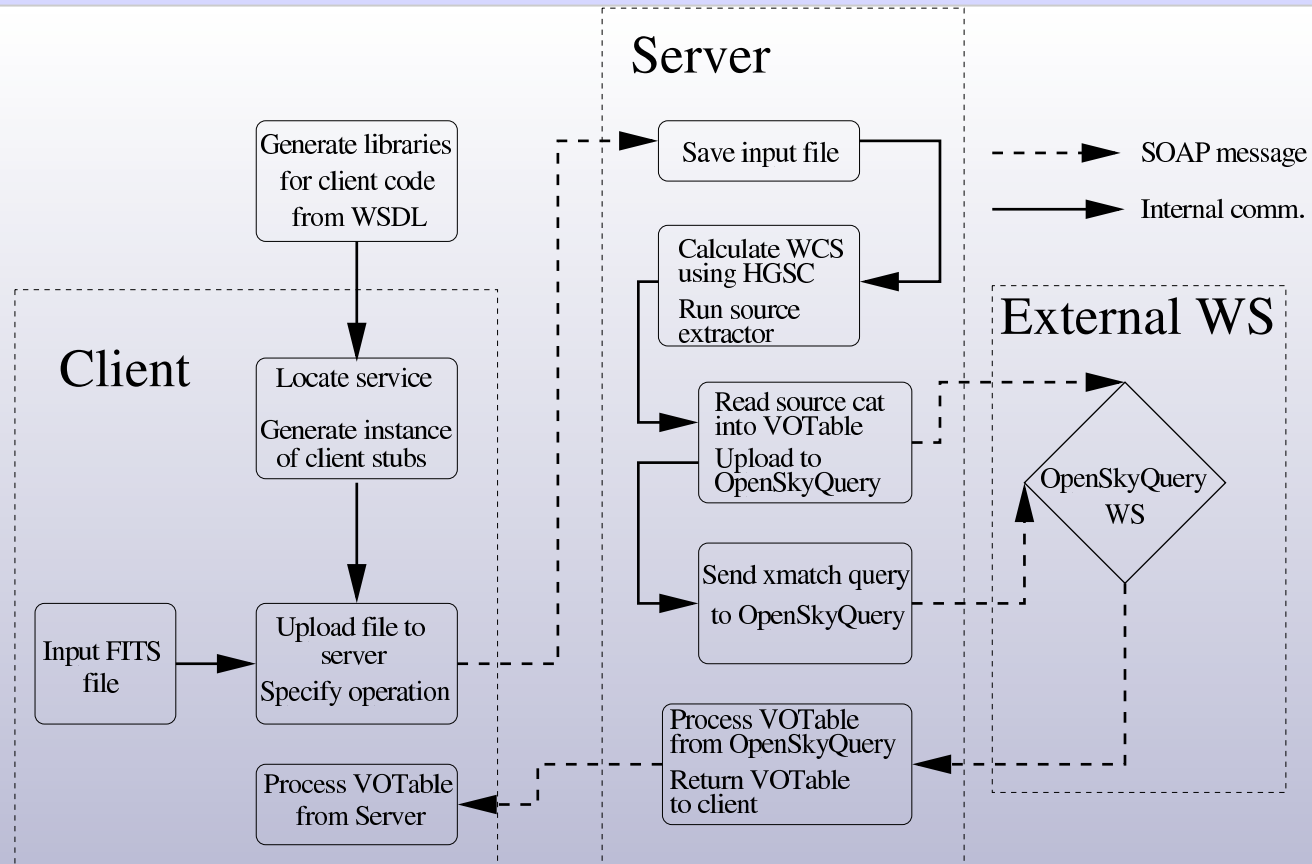 Server
Generate libraries
for client code
from WSDL
Save input file
SOAP message
Internal comm.
Calculate WCS
using HGSC
Run source
extractor
External WS
Client
Locate service
Generate instance
of client stubs
Read source cat
into VOTable
Upload to
OpenSkyQuery
OpenSkyQuery
WS
Send xmatch query
to OpenSkyQuery
Input FITS
file
Upload file to
server
Specify operation
Process VOTable
from OpenSkyQuery
Return VOTable
to client
Process VOTable
from Server